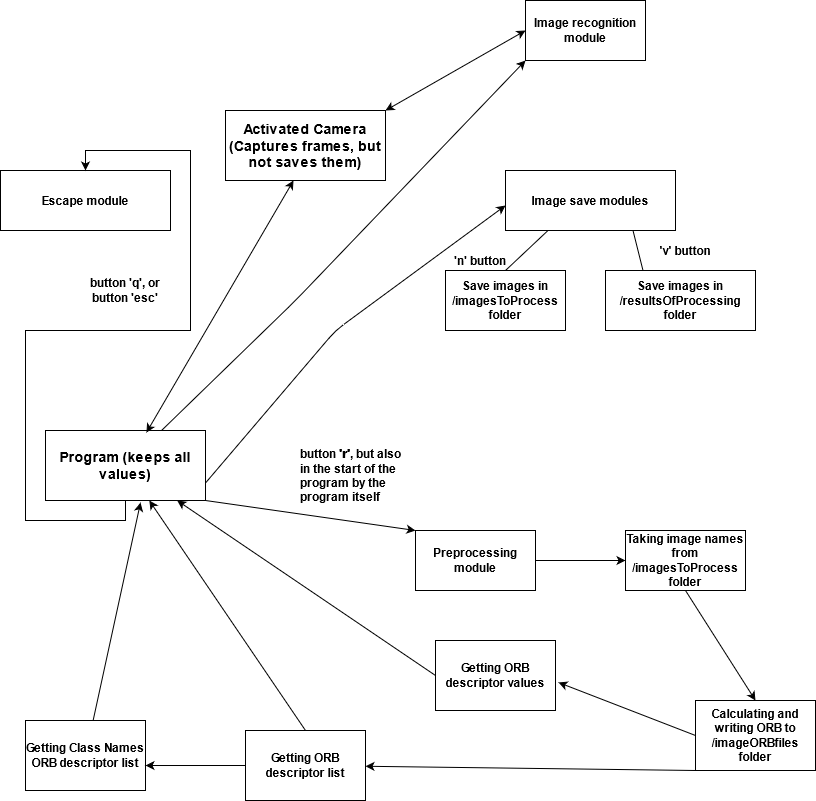 Image recognition
module
Activated Camera
(Captures frames, but
not saves them)
Escape module
Image save modules
'n' button
'v' button
button 'q', or
button 'esc'
Save images in
/imagesToProcess
folder
Save images in
/resultsOfProcessing
folder
Program (keeps all
values)
button 'r', but also
in the start of the
program by the
program itself
Preprocessing
module
Taking image names
from
/imagesToProcess
folder
Getting ORB
descriptor values
Calculating and
writing ORB to
/imageORBfiles
folder
Getting Class Names
ORB descriptor list
Getting ORB
descriptor list